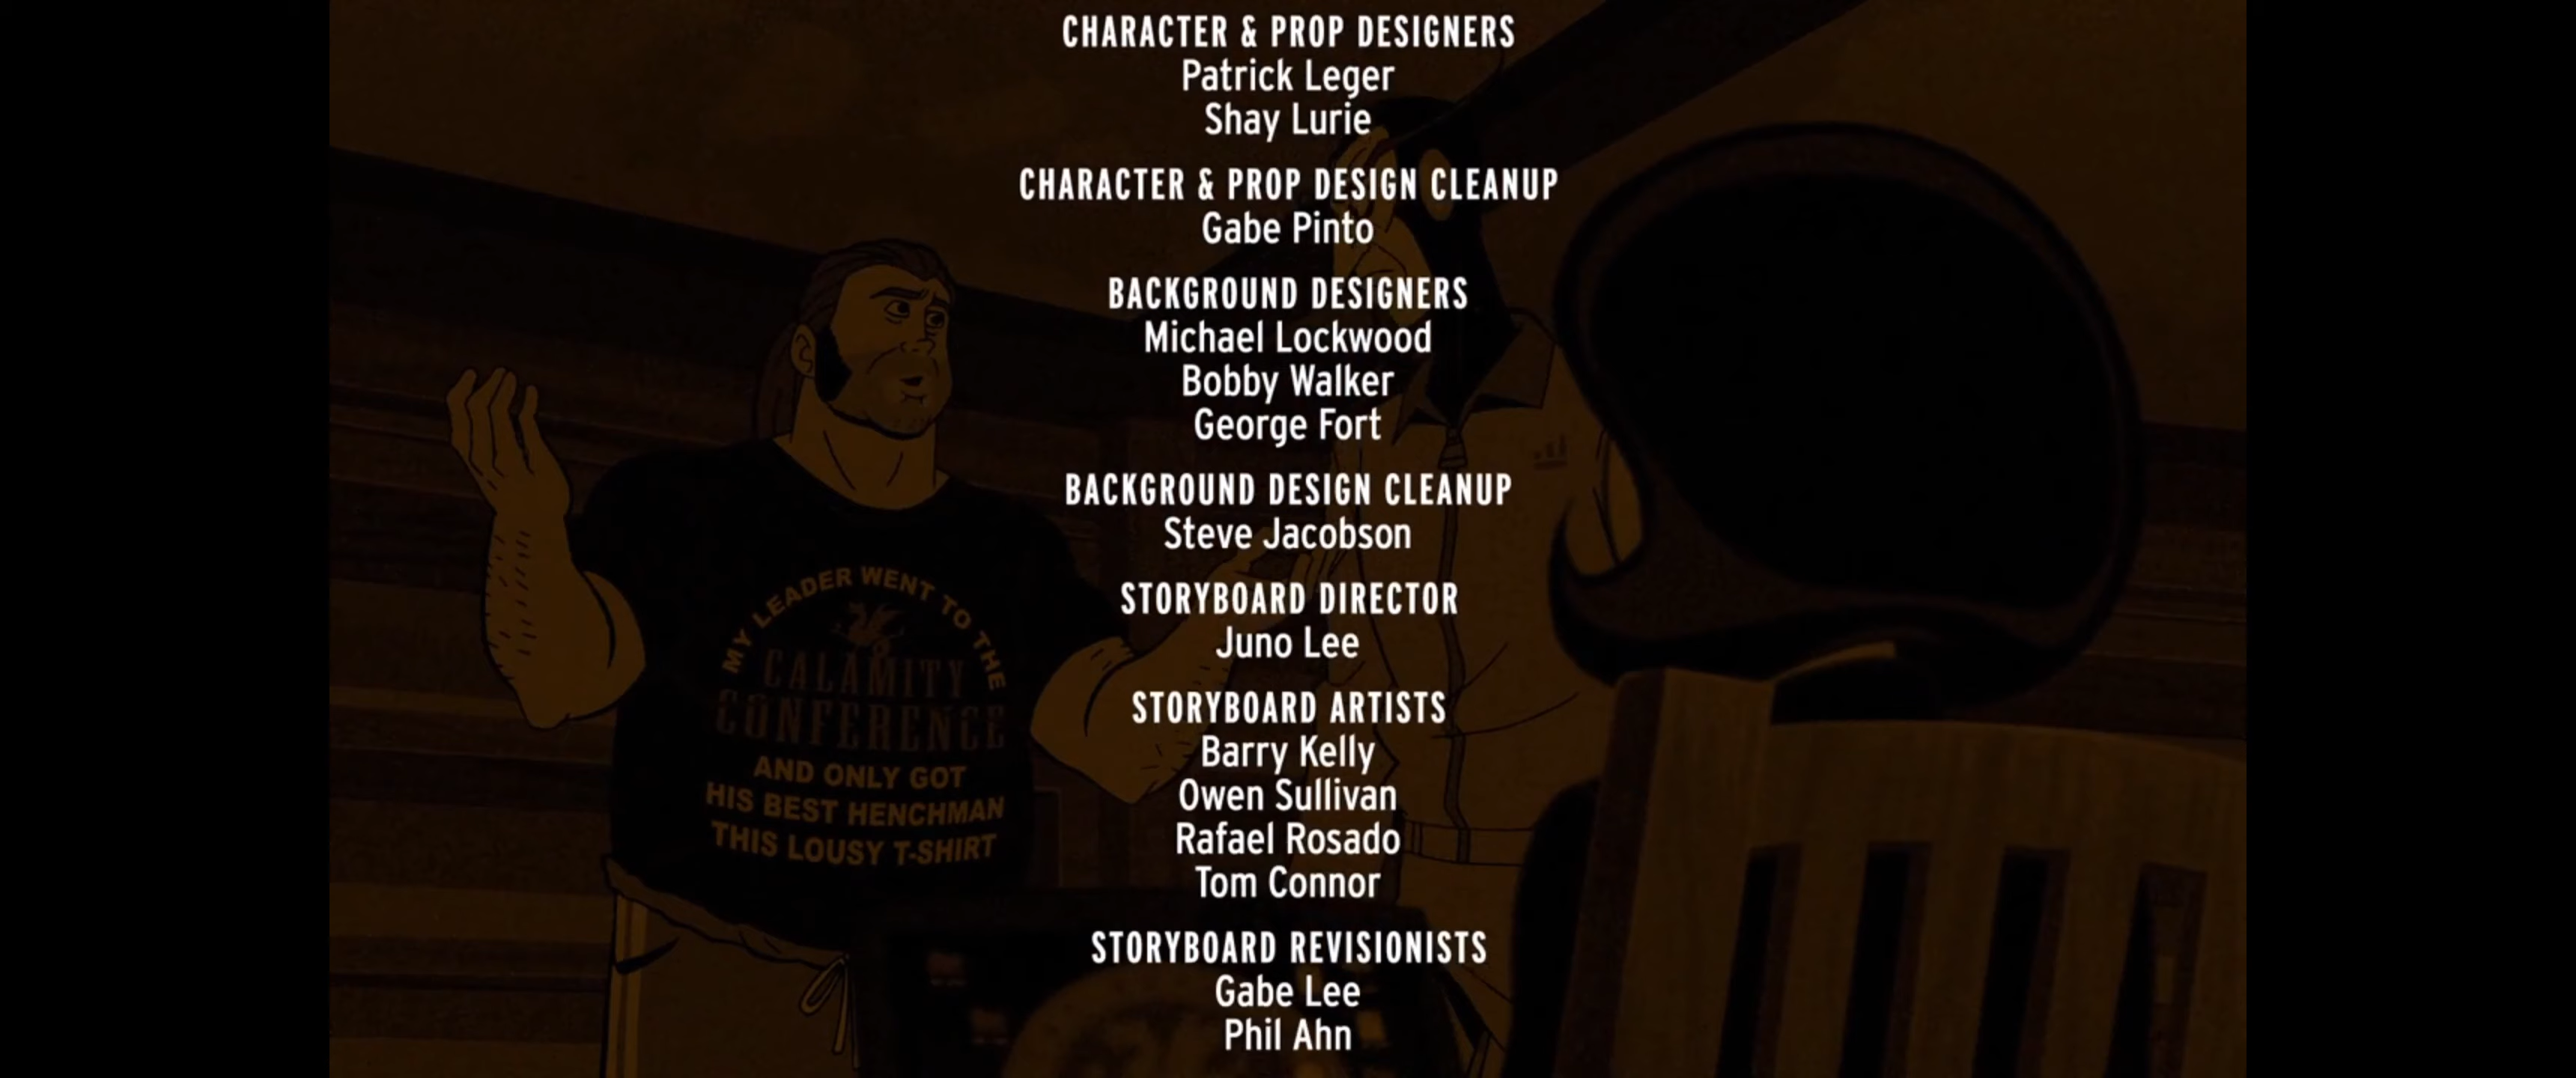 CHARACTER & PROP DESIGNERS
Patrick Leger
Shay Lurie
CHARACTER & PROP DESIGN CLEANUP
Gabe Pinto
BACKGROUND DESIGNERS
Michael Lockwood
Bobby Walker
George Fort
BACKGROUND DESIGN CLEANUP
Steve Jacobson
STORYBOARD DIRECTOR
Juno Lee
STORYBOARD ARTISTS
Barry Kelly
Owen Sullivan
Rafael Rosado
Tom Connor
STORYBOARD REVISIONISTS
Gabe Lee
Phil Ahn
MY LEADER WENT TO THE
CALAMITY
CONFERENCE
AND ONLY GOT
HIS BEST HENCHMAN
THIS LOUSY T-SHIRT